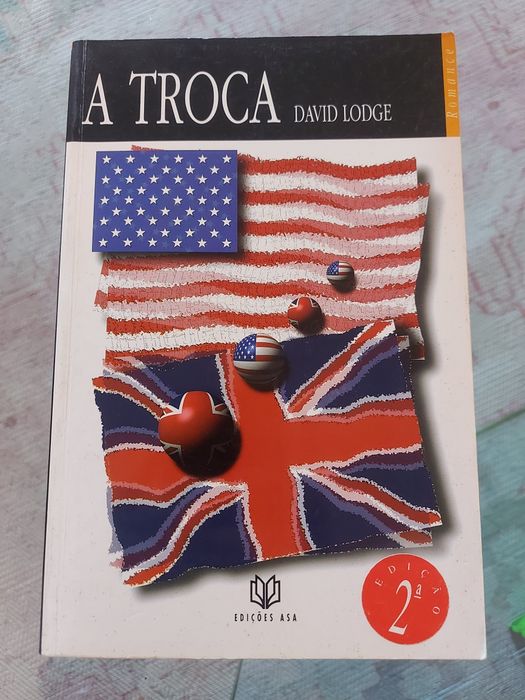 A TROCA DAVID LODGE
Romance
EDIÇÕES ASA
2ª
EDIÇÃO